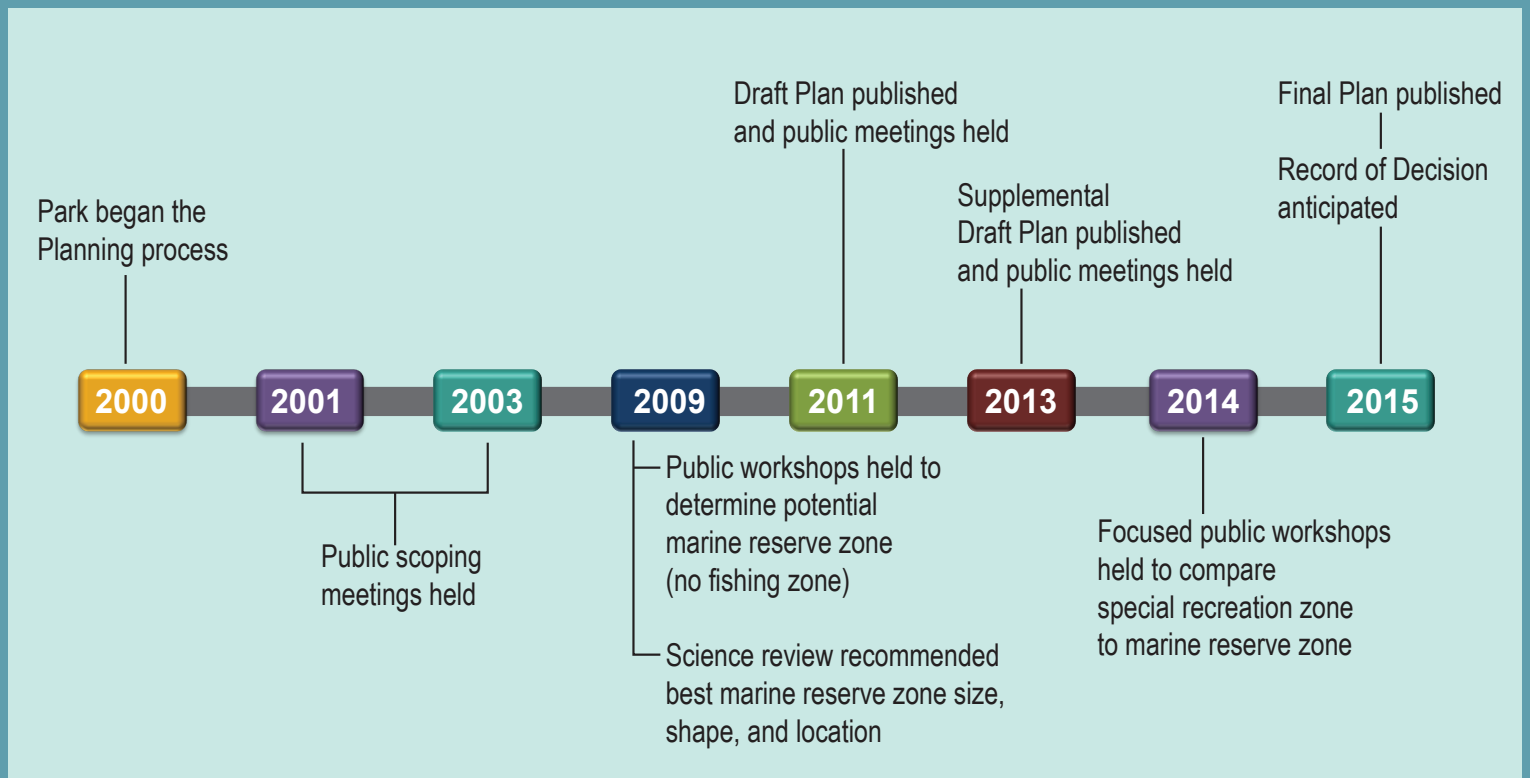 Park began the
Planning process
Draft Plan published
and public meetings held
Supplemental
Draft Plan published
and public meetings held
Final Plan published
Record of Decision
anticipated
2000
2001
2003
2009
2011
2013
2014
2015
Public scoping
meetings held
Public workshops held to
determine potential
marine reserve zone
(no fishing zone)
Science review recommended
best marine reserve zone size,
shape, and location
Focused public workshops
held to compare
special recreation zone
to marine reserve zone